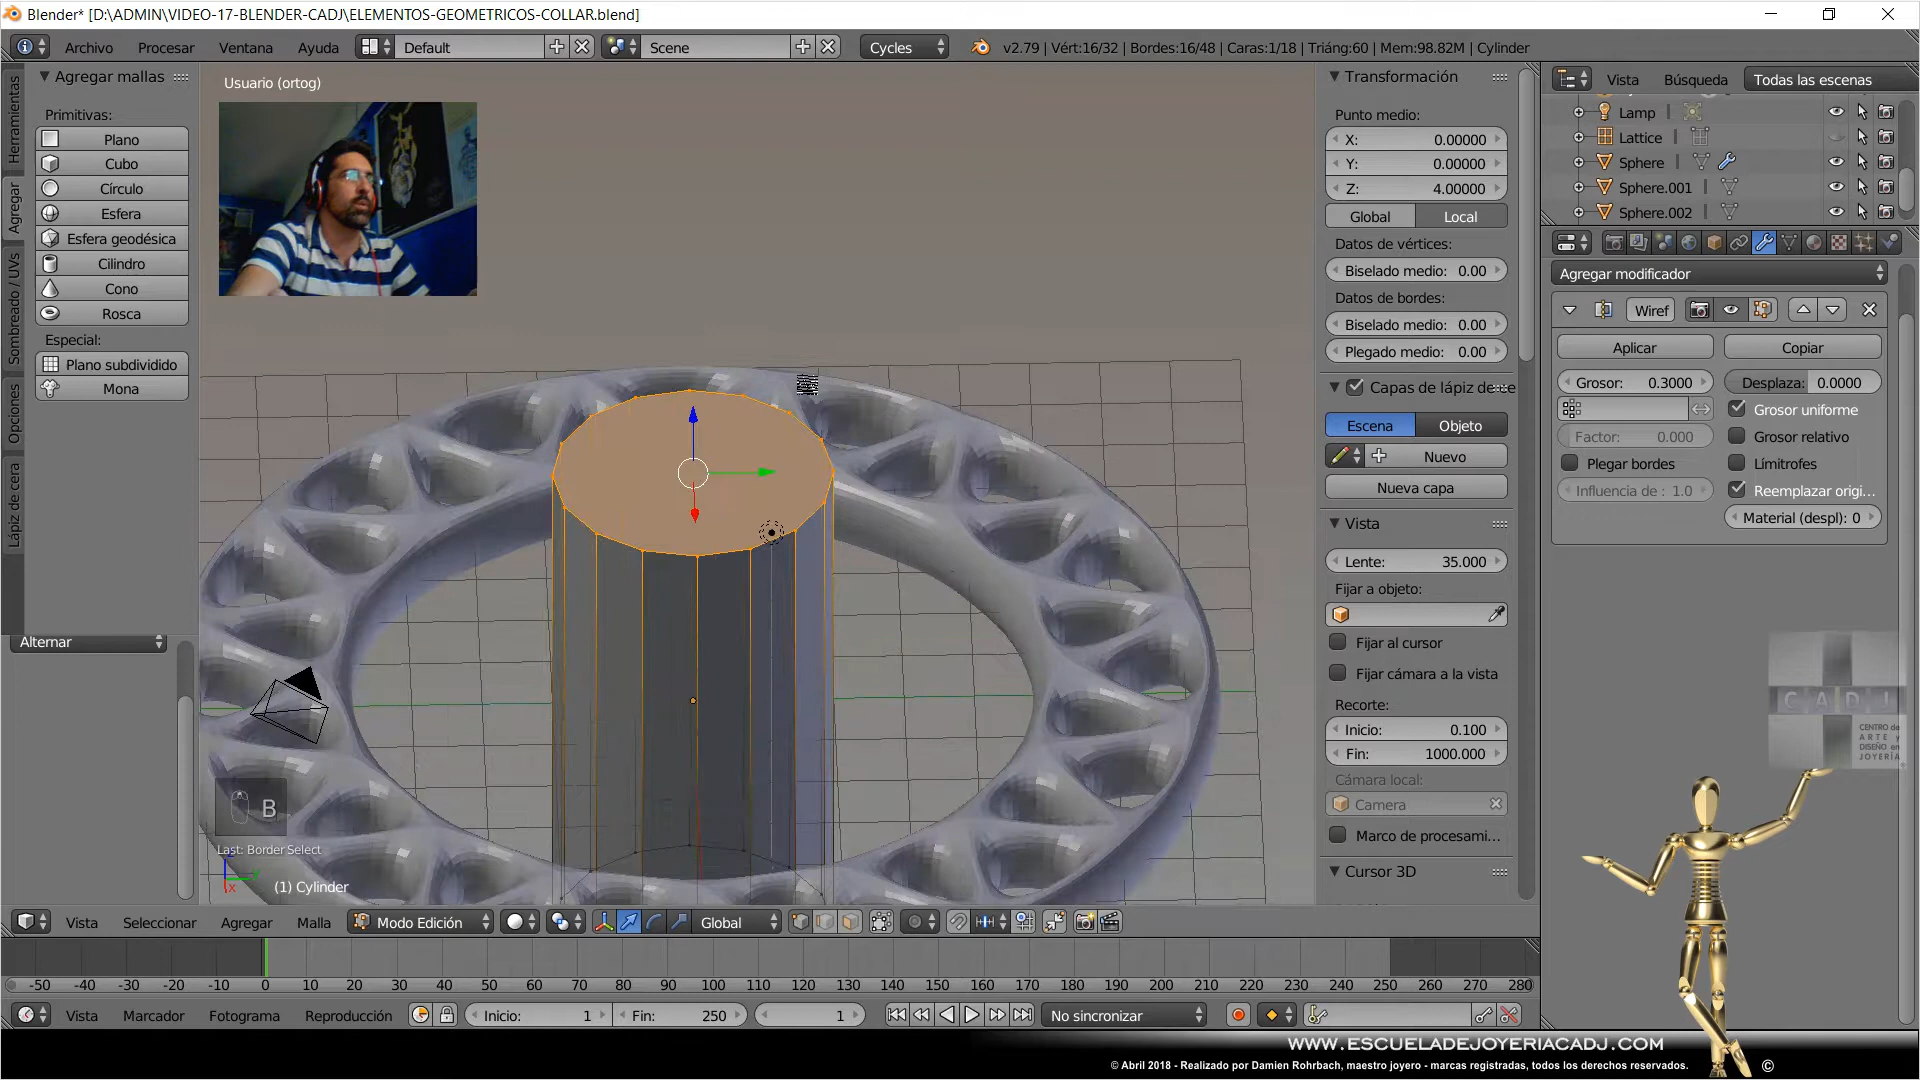 Blender* [D:\ADMIN\VIDEO-17-BLENDER-CADJ\ELEMENTOS-GEOMETRICOS-COLLAR.blend]
Archivo Procesar Ventana Ayuda Default Scene Cycles v2.79 | Vért:16/32 | Bordes:16/48 | Caras:1/18 | Triáng:60 | Mem:98.82M | Cylinder
Herramientas
Agregar
Sombreado / UVs
Opciones
Lápiz de cera
Agregar mallas
Primitivas:
Plano
Cubo
Círculo
Esfera
Esfera geodésica
Cilindro
Cono
Rosca
Especial:
Plano subdividido
Mona
Alternar
Usuario (ortog)
B
Last: Border Select
(1) Cylinder
Transformación
Punto medio:
X: 0.00000
Y: 0.00000
Z: 4.00000
Global Local
Datos de vértices:
Biselado medio: 0.00
Datos de bordes:
Biselado medio: 0.00
Plegado medio: 0.00
Capas de lápiz de
Escena Objeto
Nuevo
Nueva capa
Vista
Lente: 35.000
Fijar a objeto:
Fijar al cursor
Fijar cámara a la vista
Recorte:
Inicio: 0.100
Fin: 1000.000
Cámara local:
Camera
Marco de procesami...
Cursor 3D
Vista Búsqueda Todas las escenas
Lamp
Lattice
Sphere
Sphere.001
Sphere.002
Agregar modificador
Wiref
Aplicar Copiar
Grosor: 0.3000 Desplaza: 0.0000
Grosor uniforme
Factor: 0.000 Grosor relativo
Plegar bordes Límitrofes
Influencia de : 1.0 Reemplazar origi...
Material (despl): 0
CADJ
CENTRO de
ARTE y
DISEÑO en
JOYERÍA
Vista Seleccionar Agregar Malla Modo Edición Global
-50 -40 -30 -20 -10 0 10 20 30 40 50 60 70 80 90 100 110 120 130 140 150 160 170 180 190 200 210 220 230 240 250 260 270 280
Vista Marcador Fotograma Reproducción Inicio: 1 Fin: 250 1 No sincronizar
WWW.ESCUELADEJOYERIACADJ.COM
© Abril 2018 - Realizado por Damien Rohrbach, maestro joyero - marcas registradas, todos los derechos reservados. ©